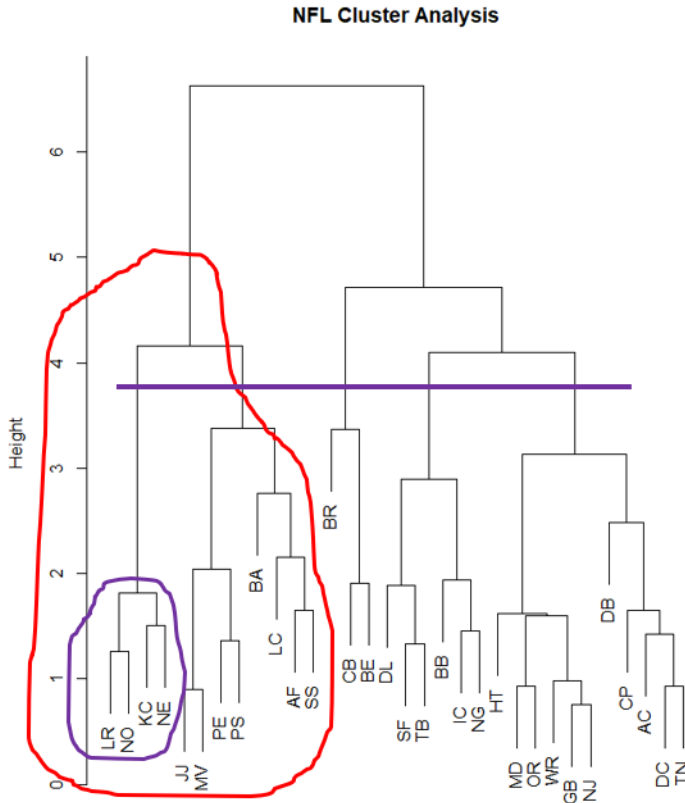 NFL Cluster Analysis
Height
0
1
2
3
4
5
6
LR
NO
KC
NE
JJ
MV
PE
PS
BA
LC
AF
SS
BR
CB
BE
DL
SF
TB
BB
IC
NG
HT
MD
OR
WR
GB
NJ
DB
CP
AC
DC
TN